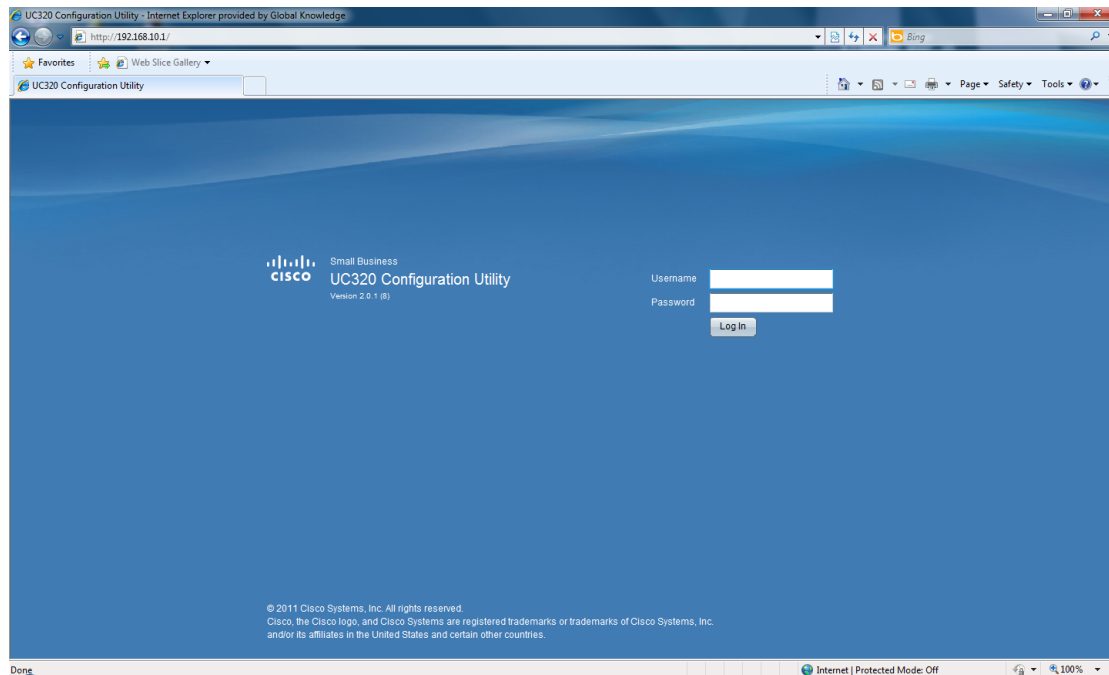 UC320 Configuration Utility - Internet Explorer provided by Global Knowledge
http://192.168.10.1/
Bing
Favorites Web Slice Gallery
UC320 Configuration Utility
Page Safety Tools
CISCO
Small Business
UC320 Configuration Utility
Version 2.0.1 (8)
Username
Password
Log In
© 2011 Cisco Systems, Inc. All rights reserved.
Cisco, the Cisco logo, and Cisco Systems are registered trademarks or trademarks of Cisco Systems, Inc.
and/or its affiliates in the United States and certain other countries.
Done Internet | Protected Mode: Off 100%